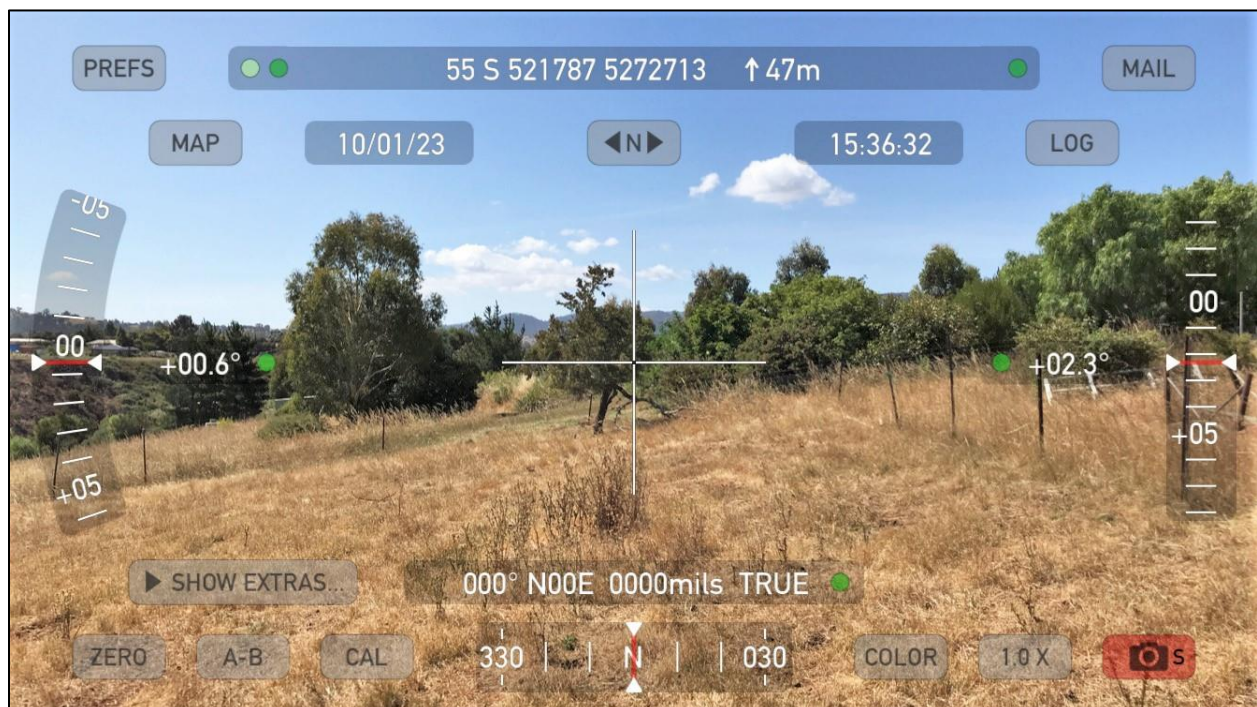 PREFS
55 S 521787 5272713 ↑47m
MAIL
MAP
10/01/23
◀N▶
15:36:32
LOG
-05
00
+05
+00.6°
+02.3°
00
+05
▶ SHOW EXTRAS...
000° N00E 0000mils TRUE
ZERO
A-B
CAL
330 N 030
COLOR
1.0 X
S